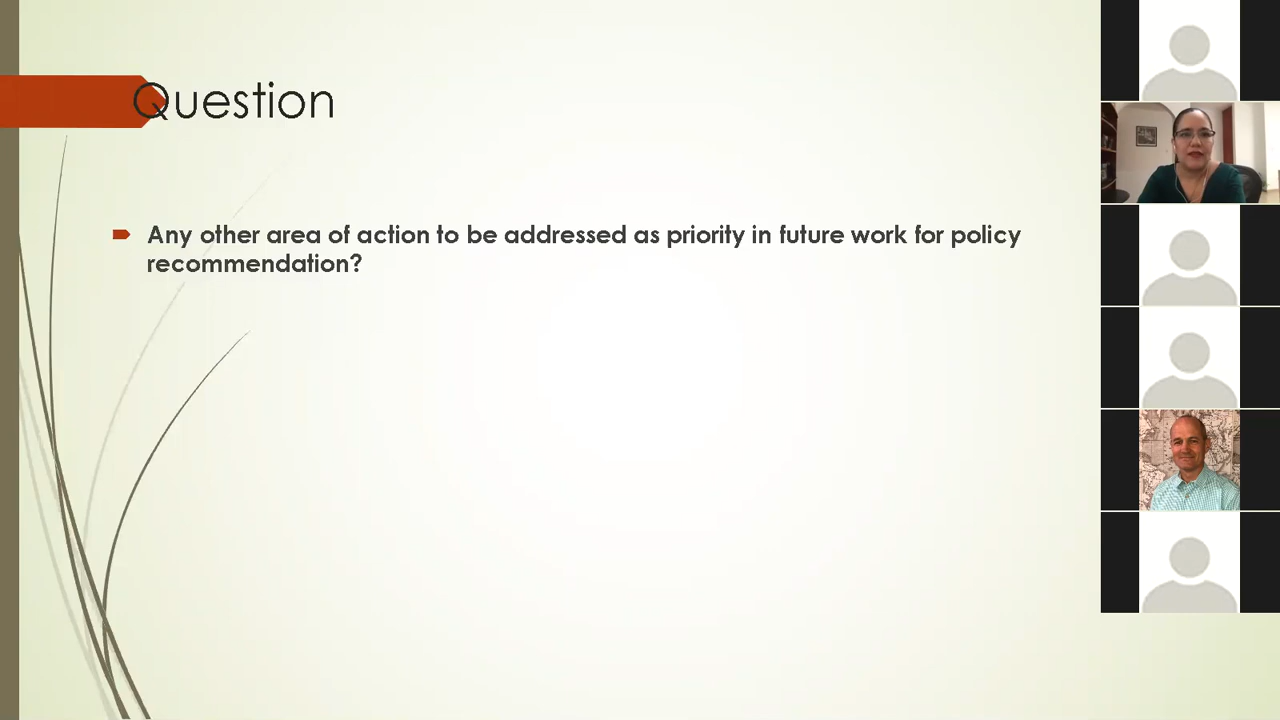 Question
Any other area of action to be addressed as priority in future work for policy
recommendation?